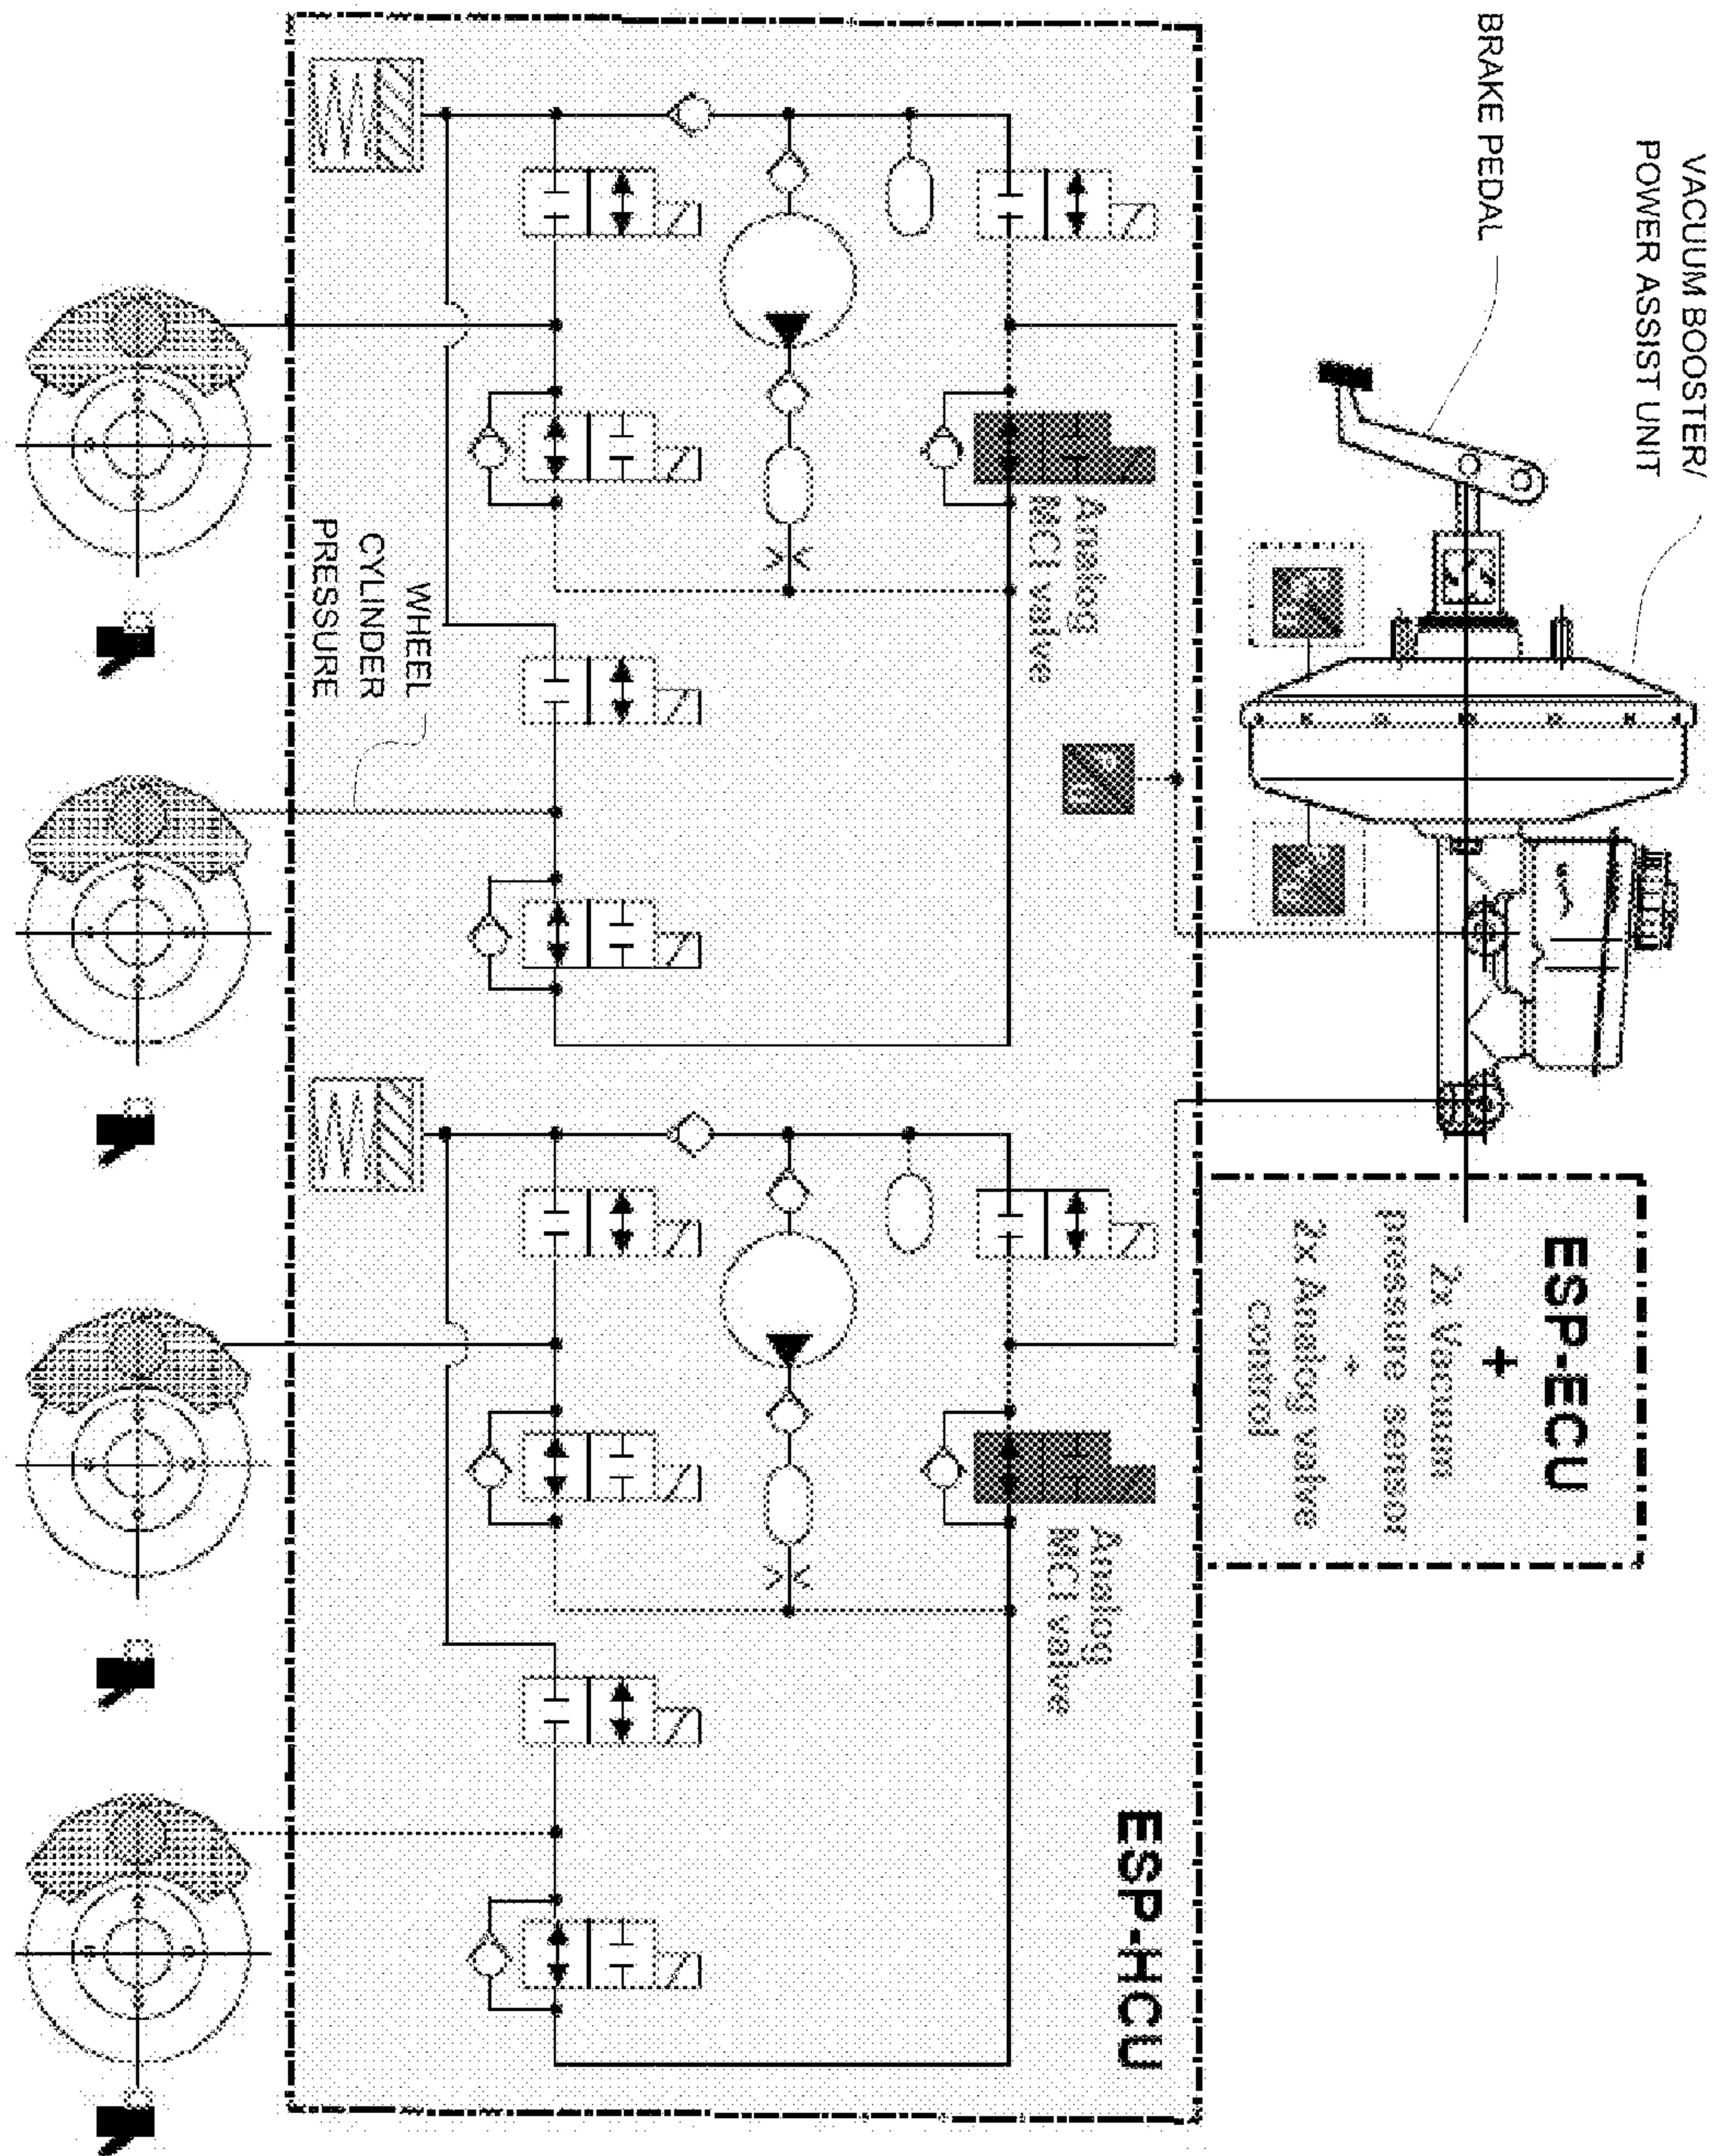 VACUUM BOOSTER/
POWER ASSIST UNIT
BRAKE PEDAL
ESP-ECU
+
2x Vacuum
pressure sensor
+
2x Analog valve
control
ESP-HCU
Analog
MCI valve
Analog
MCI valve
WHEEL
CYLINDER
PRESSURE